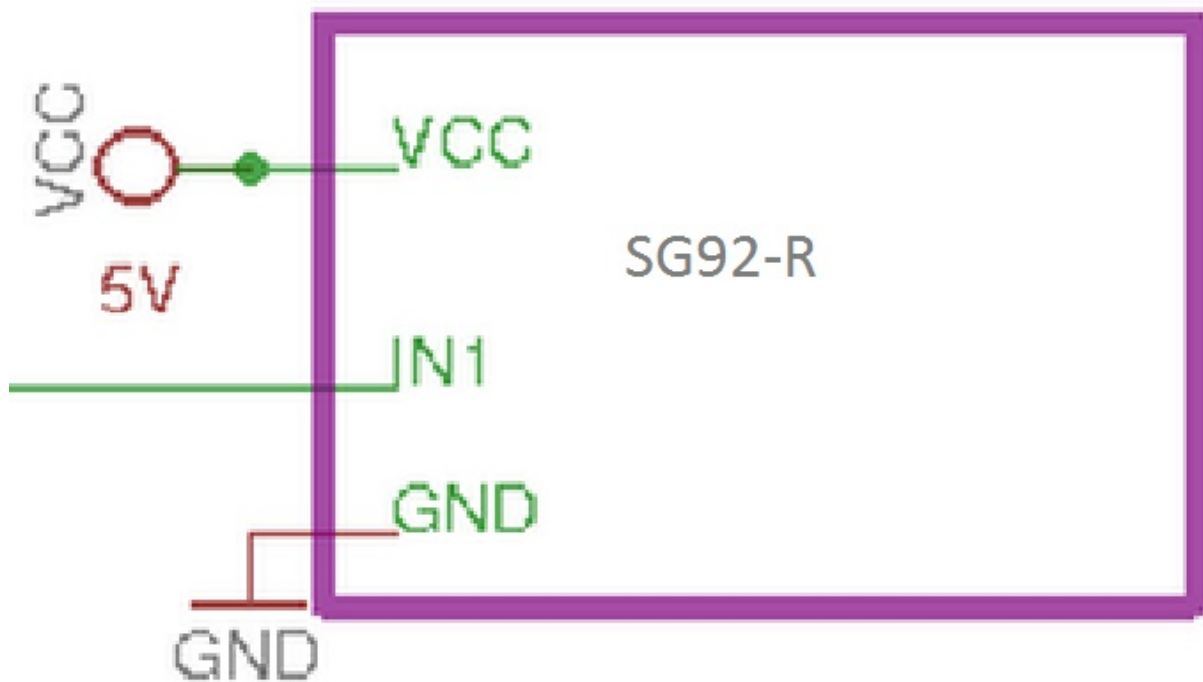 VCC
VCC
5V
SG92-R
IN1
GND
GND